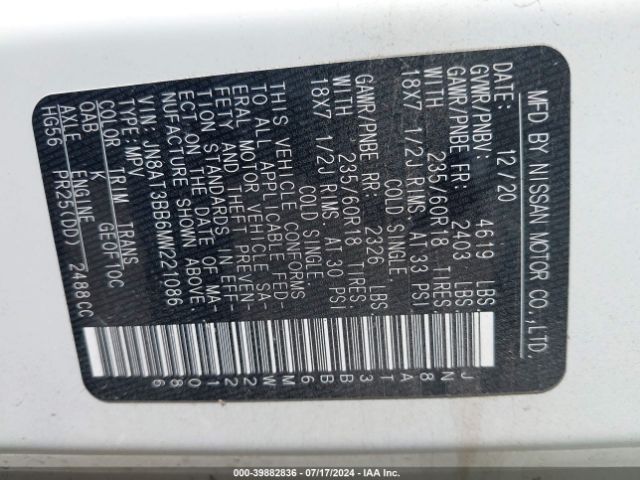 MFD BY NISSAN MOTOR CO.,LTD.
DATE: 12/20
GVWR/PNBV: 4619 LBS
GAWR/PNBE FR: 2403 LBS.
WITH 235/60R18 TIRES.
18X7 1/2J RIMS AT 33 PSI
COLD SINGLE
GAWR/PNBE RR: 2326 LBS.
WITH 235/60R18 TIRES.
18X7 1/2J RIMS AT 30 PSI
COLD SINGLE
THIS VEHICLE CONFORMS
TO ALL APPLICABLE FED-
ERAL MOTOR VEHICLE SA-
FETY AND THEFT PREVEN-
TION STANDARDS IN EFF-
ECT ON THE DATE OF MA-
NUFACTURE SHOWN ABOVE.
VIN: JN8AT3BB6MW221086
TYPE: MPV
COLOR TRIM TRANS
QAB K GE0F10C
AXLE ENGINE
HG56 PR25(DD) 2488CC
JN8AT3BB6MW221086
000-39882836 | 07/17/2024 - IAA Inc.